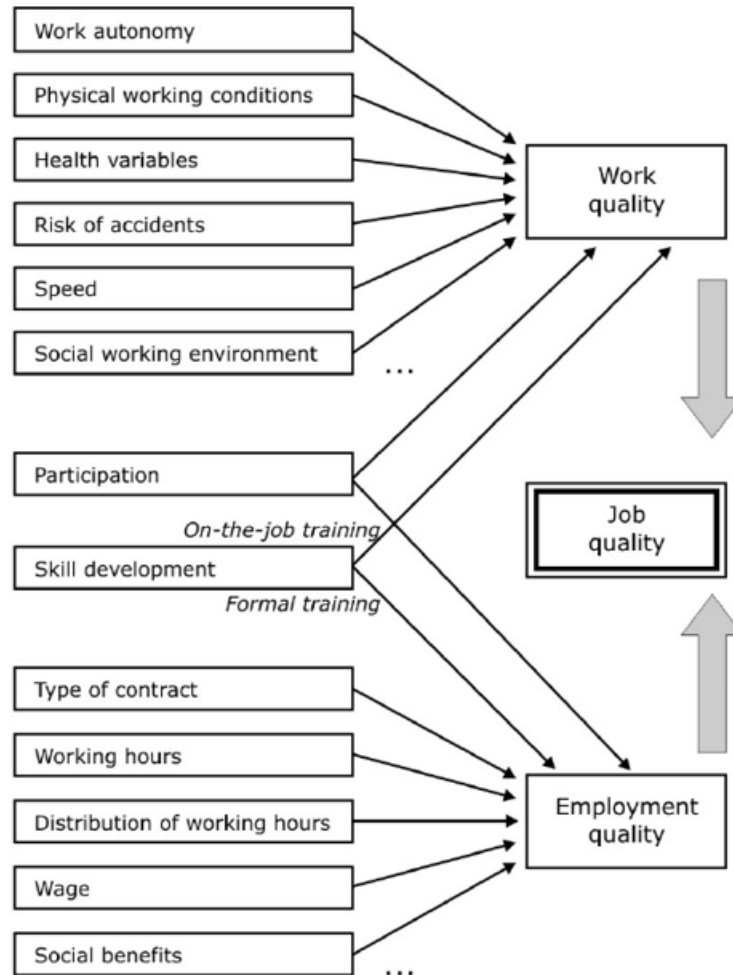 Work autonomy
Physical working conditions
Health variables
Risk of accidents
Speed
Social working environment
...
Work
quality
Participation
On-the-job training
Skill development
Formal training
Job
quality
Type of contract
Working hours
Distribution of working hours
Wage
Social benefits
...
Employment
quality